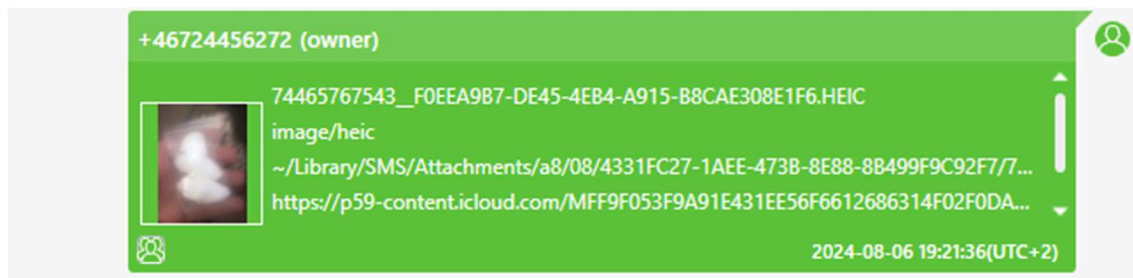 +46724456272 (owner)
74465767543__F0EEA9B7-DE45-4EB4-A915-B8CAE308E1F6.HEIC
image/heic
~/Library/SMS/Attachments/a8/08/4331FC27-1AEE-473B-8E88-8B499F9C92F7/7...
https://p59-content.icloud.com/MFF9F053F9A91E431EE56F6612686314F02F0DA...
2024-08-06 19:21:36(UTC+2)